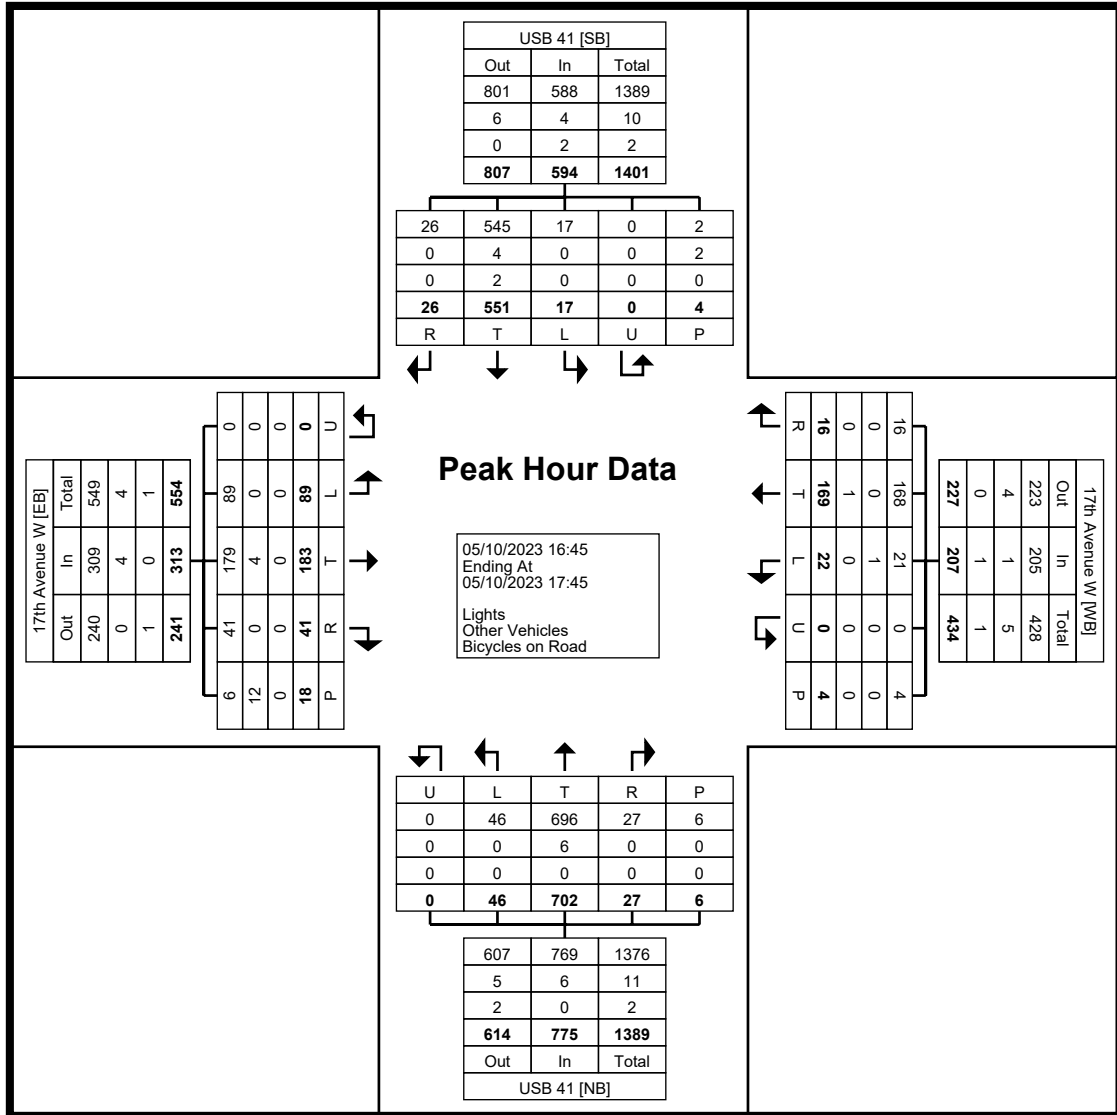 USB 41 [SB]
Out In Total
801 588 1389
6 4 10
0 2 2
807 594 1401
26 545 17 0 2
0 4 0 0 2
0 2 0 0 0
26 551 17 0 4
R T L U P
17th Avenue W [EB]
Total 549 4 1 554
In 309 4 0 313
Out 240 0 1 241
0 0 0 0 U
89 0 0 89 L
179 4 0 183 T
41 0 0 41 R
6 12 0 18 P
Peak Hour Data
05/10/2023 16:45
Ending At
05/10/2023 17:45
Lights
Other Vehicles
Bicycles on Road
R 16 0 0 16
T 169 1 0 168
L 22 0 1 21
U 0 0 0 0
P 4 0 0 4
227 0 4 223 Out
207 1 1 205 In
434 1 5 428 Total
17th Avenue W [WB]
U L T R P
0 46 696 27 6
0 0 6 0 0
0 0 0 0 0
0 46 702 27 6
607 769 1376
5 6 11
2 0 2
614 775 1389
Out In Total
USB 41 [NB]